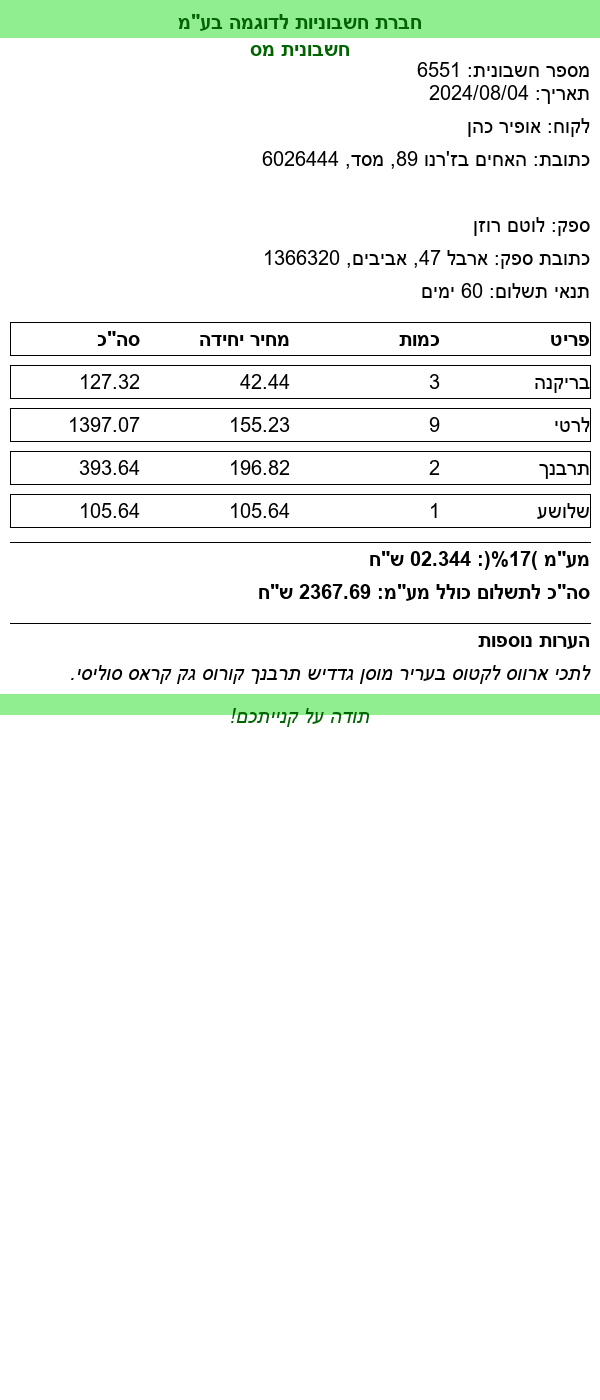 חברת חשבוניות לדוגמה בע"מ
חשבונית מס
מספר חשבונית: 6551
תאריך: 2024/08/04
לקוח: אופיר כהן
כתובת: האחים בז'רנו 89, מסד, 6026444
ספק: לוטם רוזן
כתובת ספק: ארבל 47, אביבים, 1366320
תנאי תשלום: 60 ימים
פריט כמות מחיר יחידה סה"כ
בריקנה 3 42.44 127.32
לרטי 9 155.23 1397.07
תרבנך 2 196.82 393.64
שלושע 1 105.64 105.64
מע"מ )17%(: 02.344 ש"ח
סה"כ לתשלום כולל מע"מ: 2367.69 ש"ח
הערות נוספות
לתכי ארווס לקטוס בעריר מוסן גדדיש תרבנך קורוס גק קראס סוליסי.
תודה על קנייתכם!